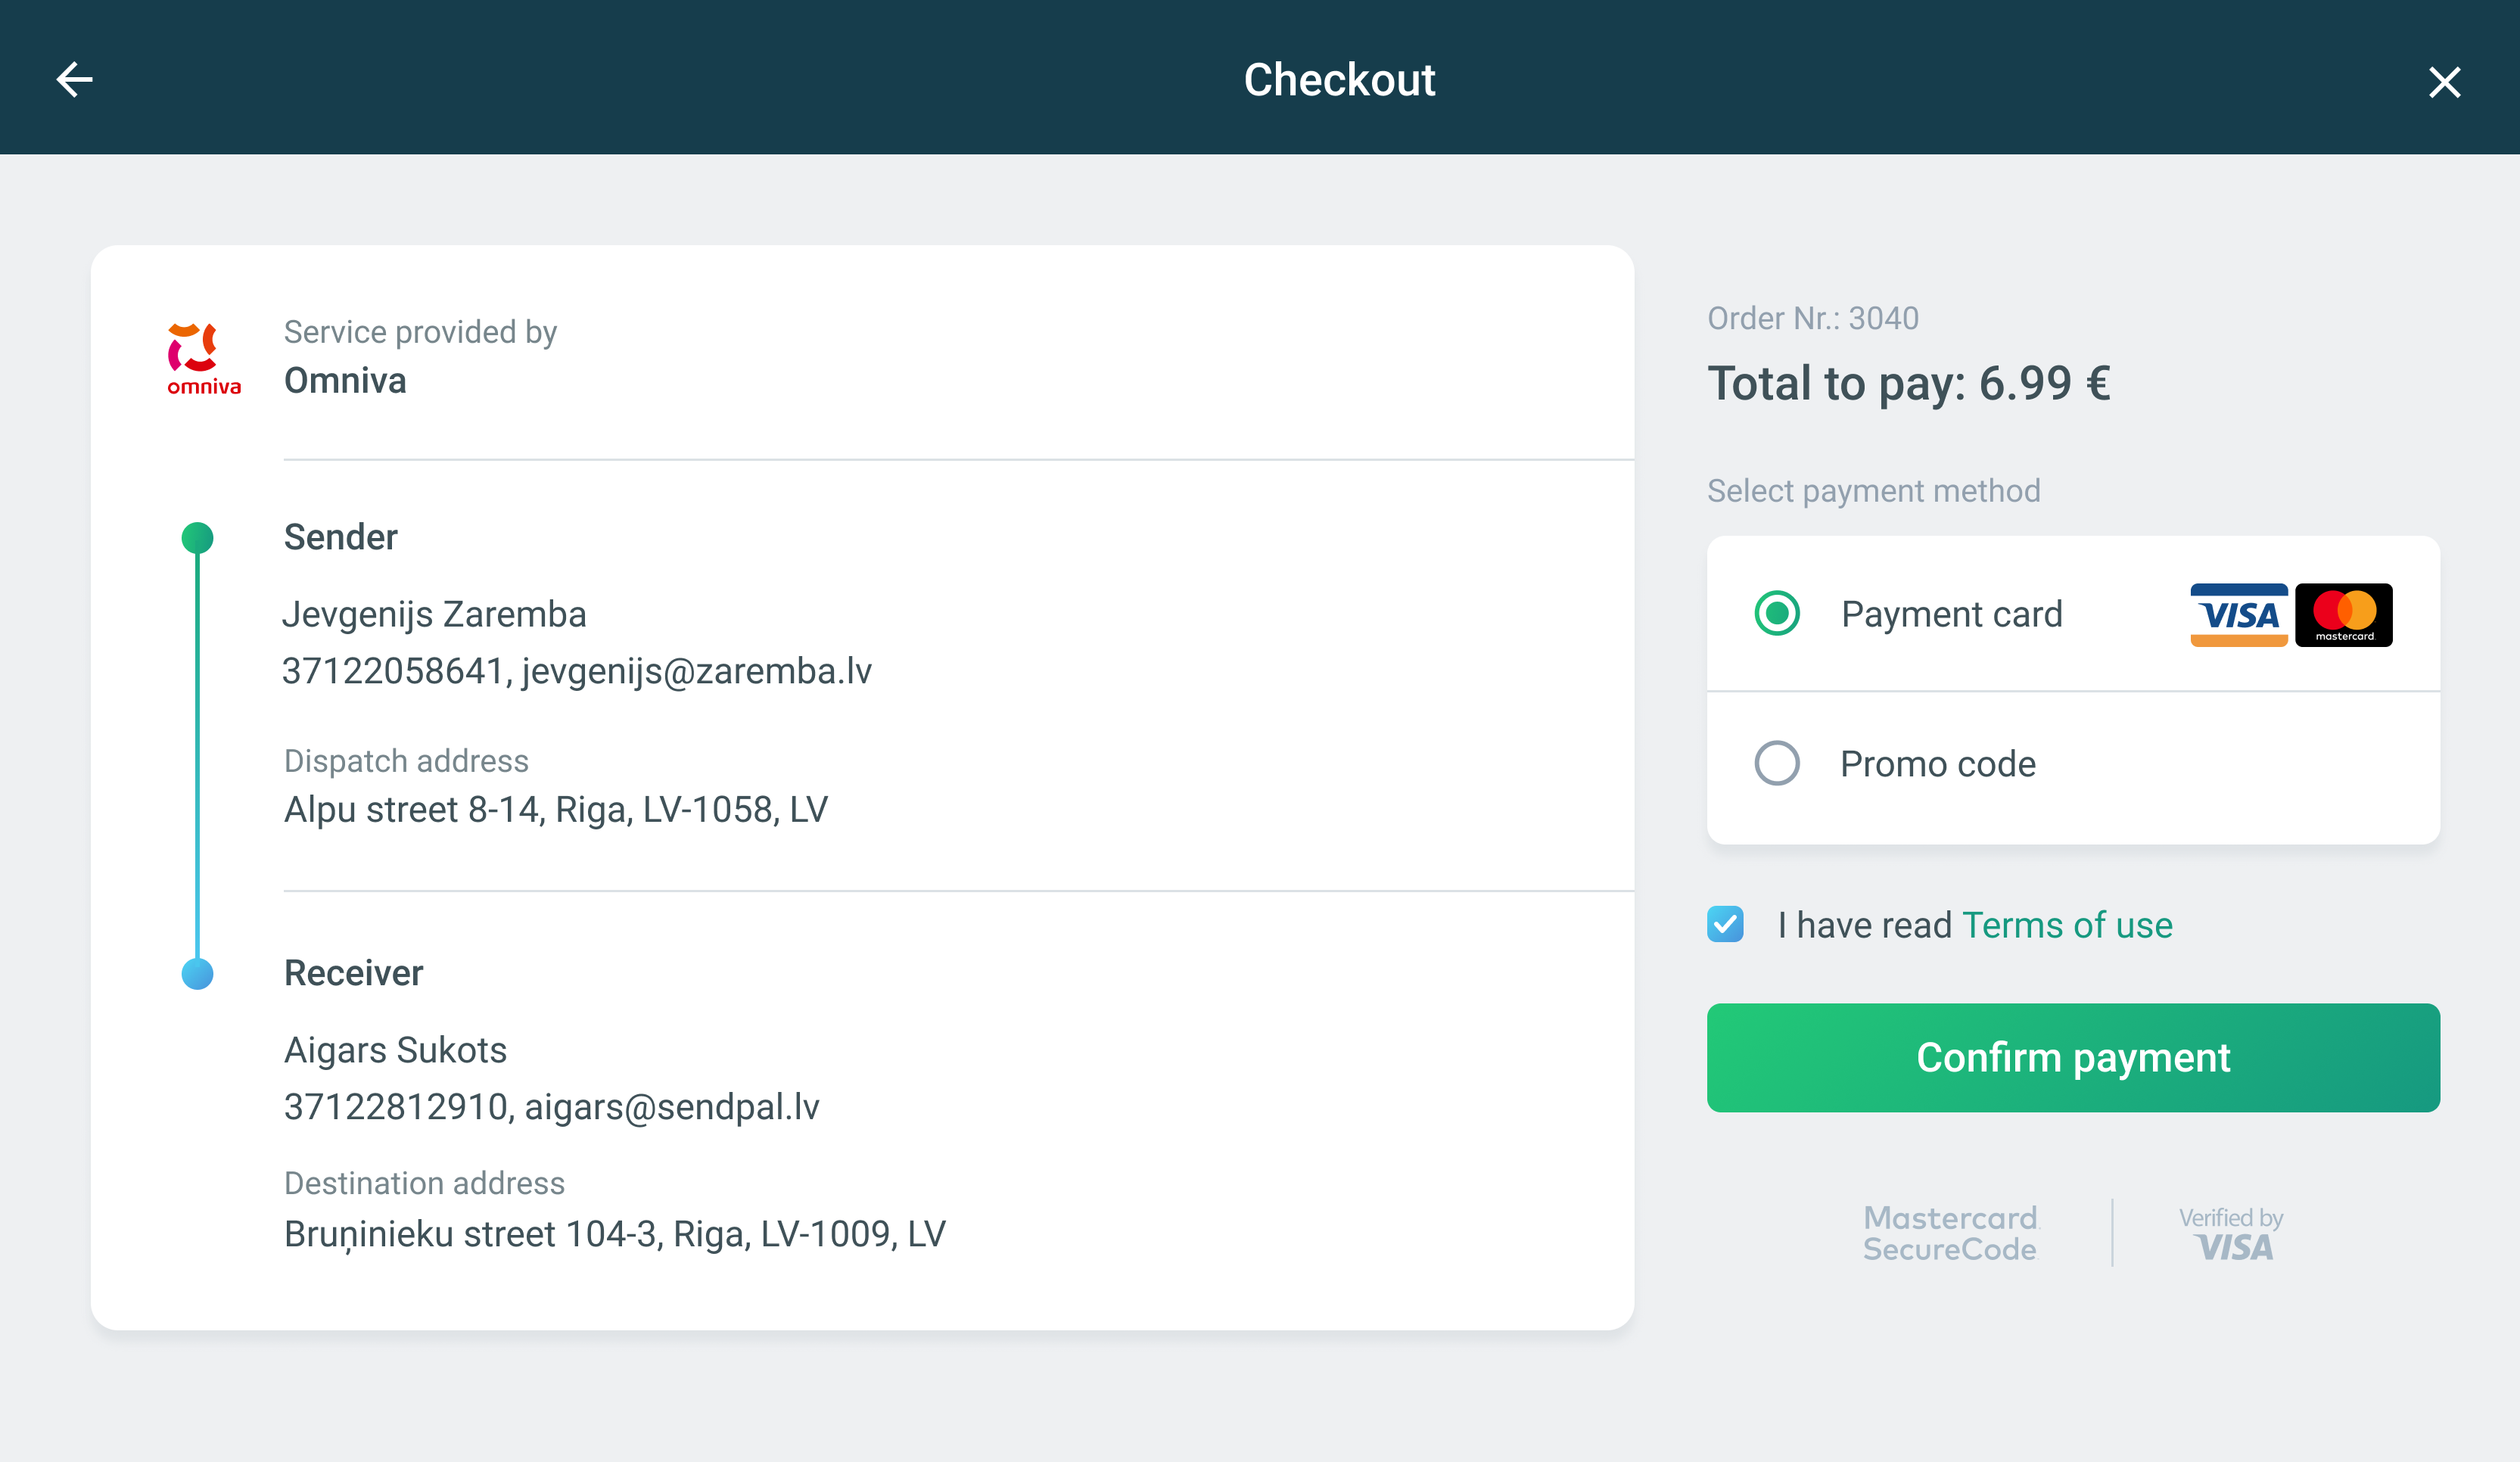 Checkout
omniva
Service provided by
Omniva
Sender
Jevgenijs Zaremba
37122058641, jevgenijs@zaremba.lv
Dispatch address
Alpu street 8-14, Riga, LV-1058, LV
Receiver
Aigars Sukots
37122812910, aigars@sendpal.lv
Destination address
Bruņinieku street 104-3, Riga, LV-1009, LV
Order Nr.: 3040
Total to pay: 6.99 €
Select payment method
Payment card
VISA
mastercard
Promo code
I have read Terms of use
Confirm payment
Mastercard
SecureCode
Verified by
VISA